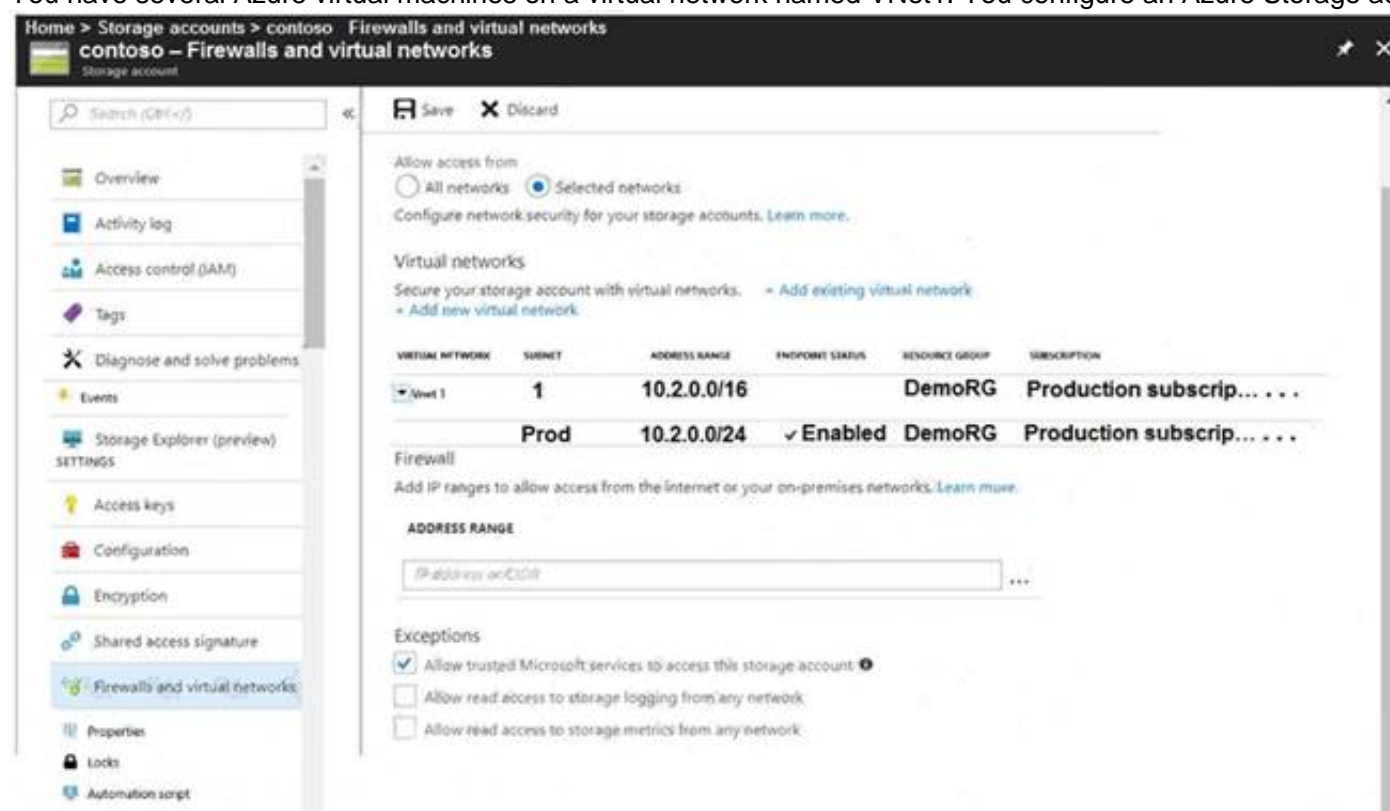 You have several Azure virtual machines on a virtual network named VNet1. You configure an Azure Storage
Home > Storage accounts > contoso Firewalls and virtual networks
contoso – Firewalls and virtual networks
Storage account
Search (Ctrl+/)
«
Save Discard
Overview
Activity log
Access control (IAM)
Tags
Diagnose and solve problems
Events
Storage Explorer (preview)
SETTINGS
Access keys
Configuration
Encryption
Shared access signature
Firewalls and virtual networks
Properties
Locks
Automation script
Allow access from
All networks Selected networks
Configure network security for your storage accounts. Learn more.
Virtual networks
Secure your storage account with virtual networks. + Add existing virtual network
+ Add new virtual network
VIRTUAL NETWORK SUBNET ADDRESS RANGE ENDPOINT STATUS RESOURCE GROUP SUBSCRIPTION
Vnet 1 1 10.2.0.0/16 DemoRG Production subscrip... . . .
Prod 10.2.0.0/24 ✓ Enabled DemoRG Production subscrip... . . .
Firewall
Add IP ranges to allow access from the internet or your on-premises networks. Learn more.
ADDRESS RANGE
IP address or CIDR ...
Exceptions
Allow trusted Microsoft services to access this storage account
Allow read access to storage logging from any network
Allow read access to storage metrics from any network